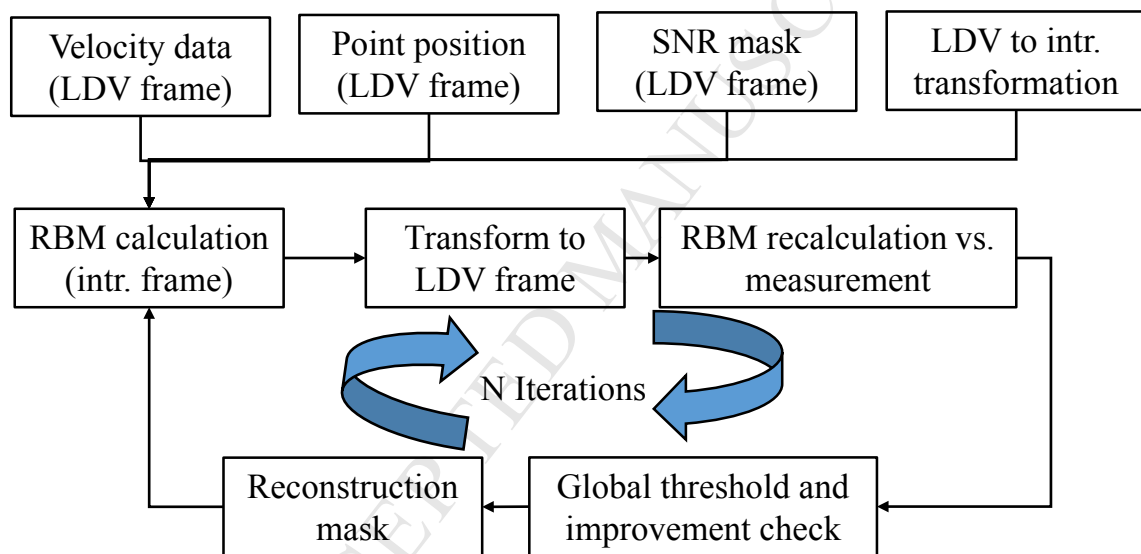 Velocity data
(LDV frame)
Point position
(LDV frame)
SNR mask
(LDV frame)
LDV to intr.
transformation
RBM calculation
(intr. frame)
Transform to
LDV frame
RBM recalculation vs.
measurement
N Iterations
Reconstruction
mask
Global threshold and
improvement check